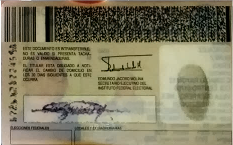 ESTE DOCUMENTO ES INTRANSFERIBLE
NO ES VALIDO SI PRESENTA TACHA-
DURAS O ENMENDADURAS.
EL TITULAR ESTA OBLIGADO A NOTI-
FICAR EL CAMBIO DE DOMICILIO EN
LOS 30 DIAS SIGUIENTES A QUE ESTE
OCURRA.
EDMUNDO JACOBO MOLINA
SECRETARIO EJECUTIVO DEL
INSTITUTO FEDERAL ELECTORAL
ELECCIONES FEDERALES